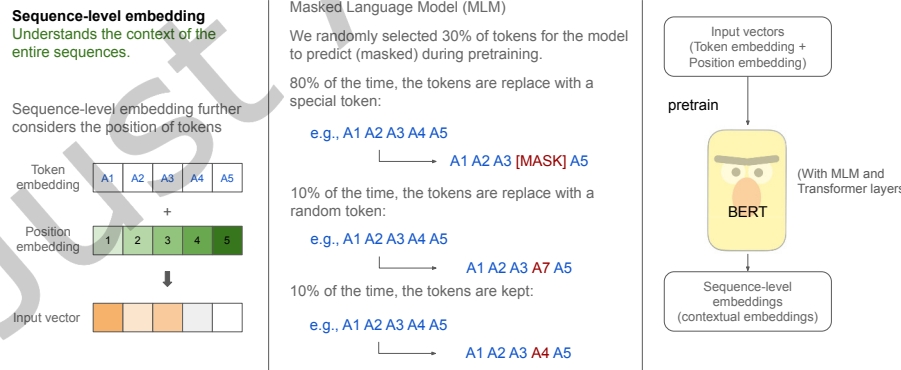 Sequence-level embedding
Understands the context of the
entire sequences.
Sequence-level embedding further
considers the position of tokens
Token
embedding
A1 A2 A3 A4 A5
+
Position
embedding
1 2 3 4 5
Input vector
Masked Language Model (MLM)
We randomly selected 30% of tokens for the model
to predict (masked) during pretraining.
80% of the time, the tokens are replace with a
special token:
e.g., A1 A2 A3 A4 A5
A1 A2 A3 [MASK] A5
10% of the time, the tokens are replace with a
random token:
e.g., A1 A2 A3 A4 A5
A1 A2 A3 A7 A5
10% of the time, the tokens are kept:
e.g., A1 A2 A3 A4 A5
A1 A2 A3 A4 A5
Input vectors
(Token embedding +
Position embedding)
pretrain
BERT
(With MLM and
Transformer layers
Sequence-level
embeddings
(contextual embeddings)
Just